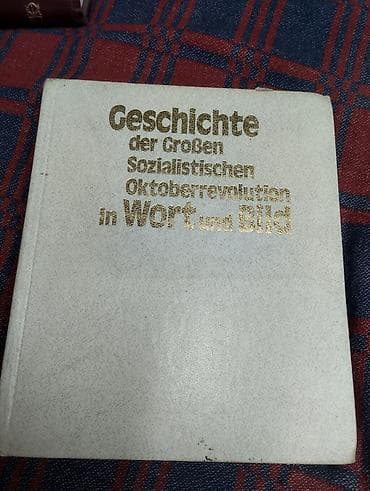 Geschichte
der Großen
Sozialistischen
Oktoberrevolution
in Wort und Bild